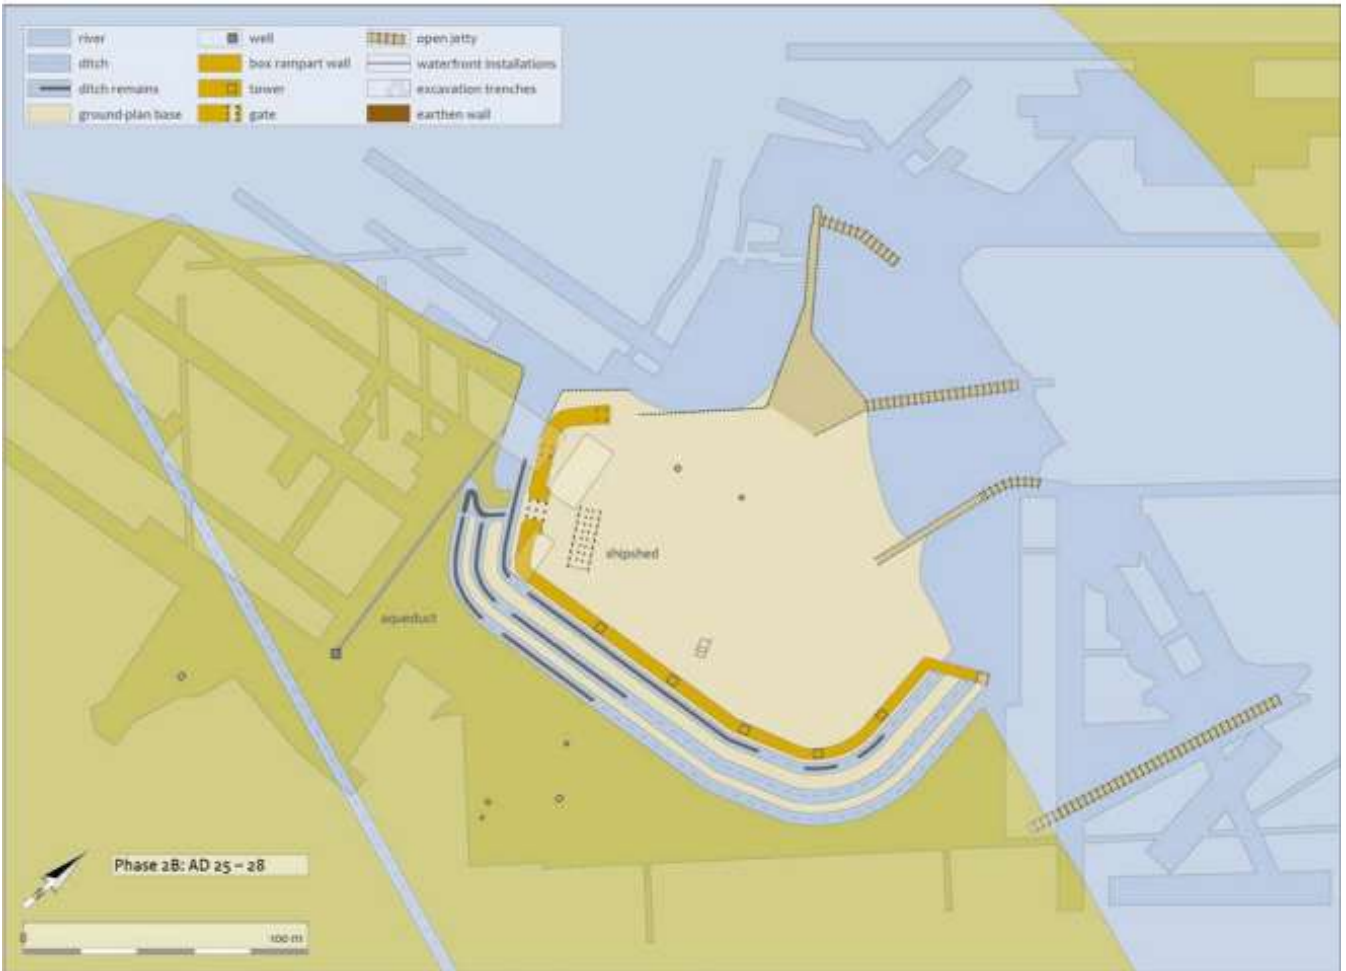 river
ditch
ditch remains
ground-plan base
well
box rampart wall
tower
gate
open jetty
waterfront installations
excavation trenches
earthen wall
shipshed
aqueduct
Phase 2B: AD 25 – 28
0 100 m